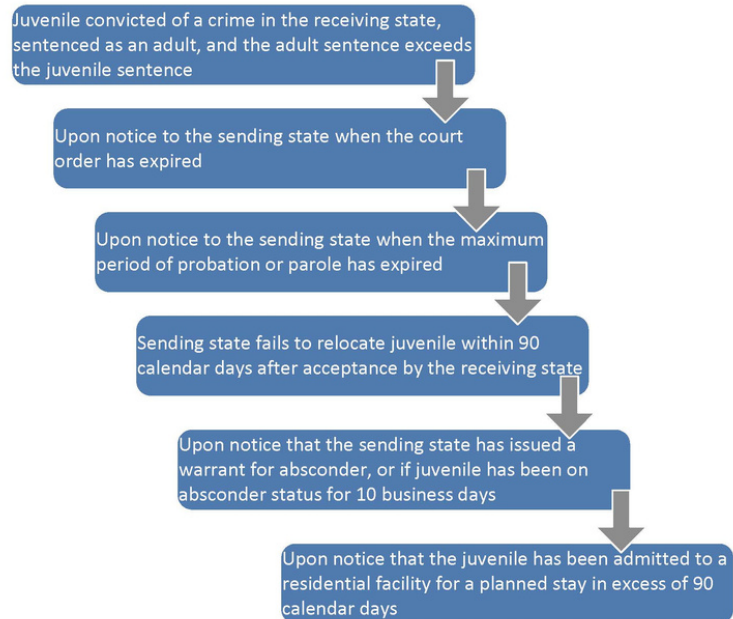 Juvenile convicted of a crime in the receiving state,
sentenced as an adult, and the adult sentence exceeds
the juvenile sentence
Upon notice to the sending state when the court
order has expired
Upon notice to the sending state when the maximum
period of probation or parole has expired
Sending state fails to relocate juvenile within 90
calendar days after acceptance by the receiving state
Upon notice that the sending state has issued a
warrant for absconder, or if juvenile has been on
absconder status for 10 business days
Upon notice that the juvenile has been admitted to a
residential facility for a planned stay in excess of 90
calendar days